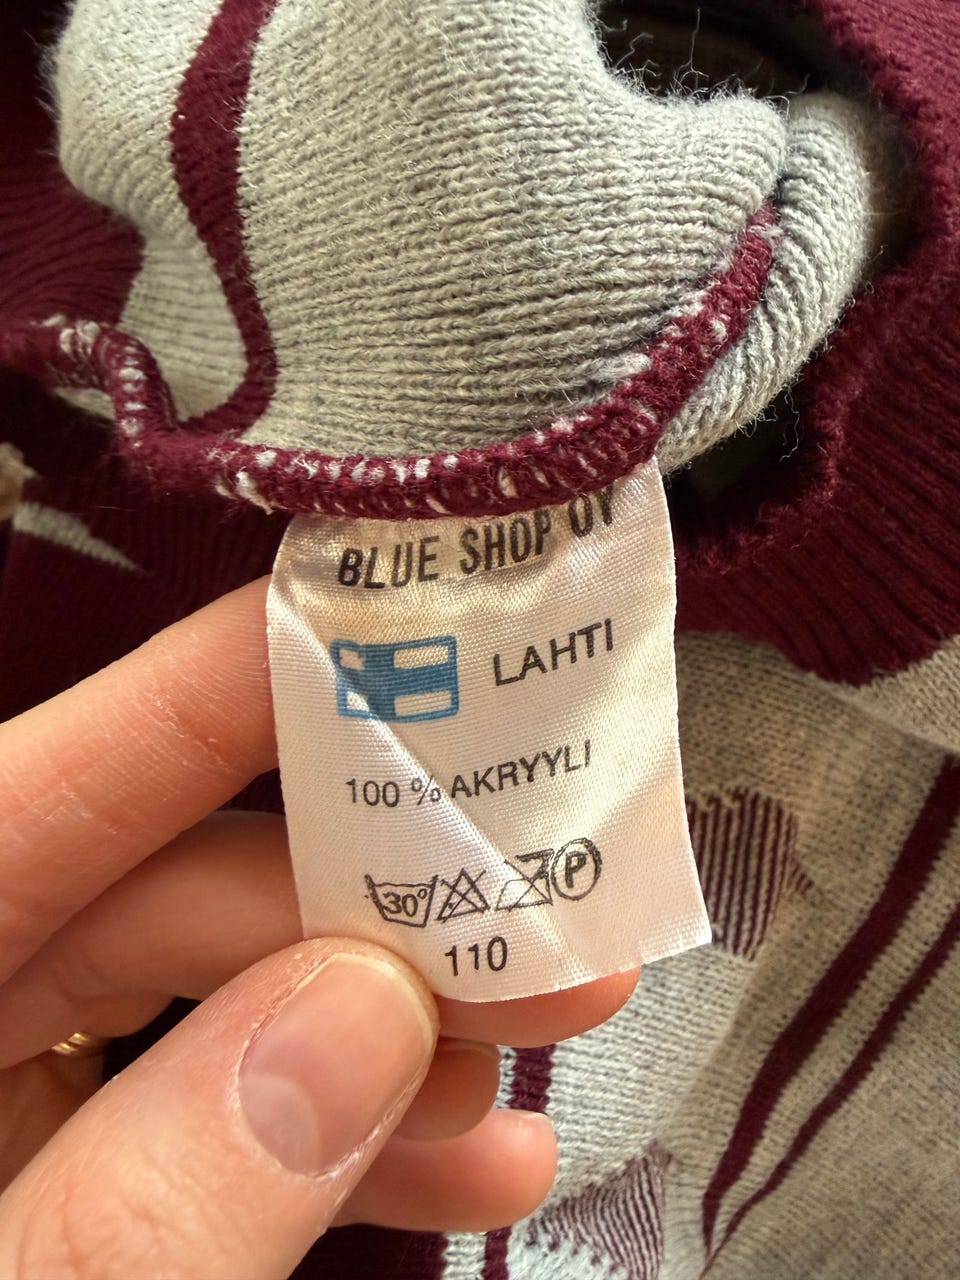 BLUE SHOP OY
LAHTI
100 % AKRYYLI
30° P
110